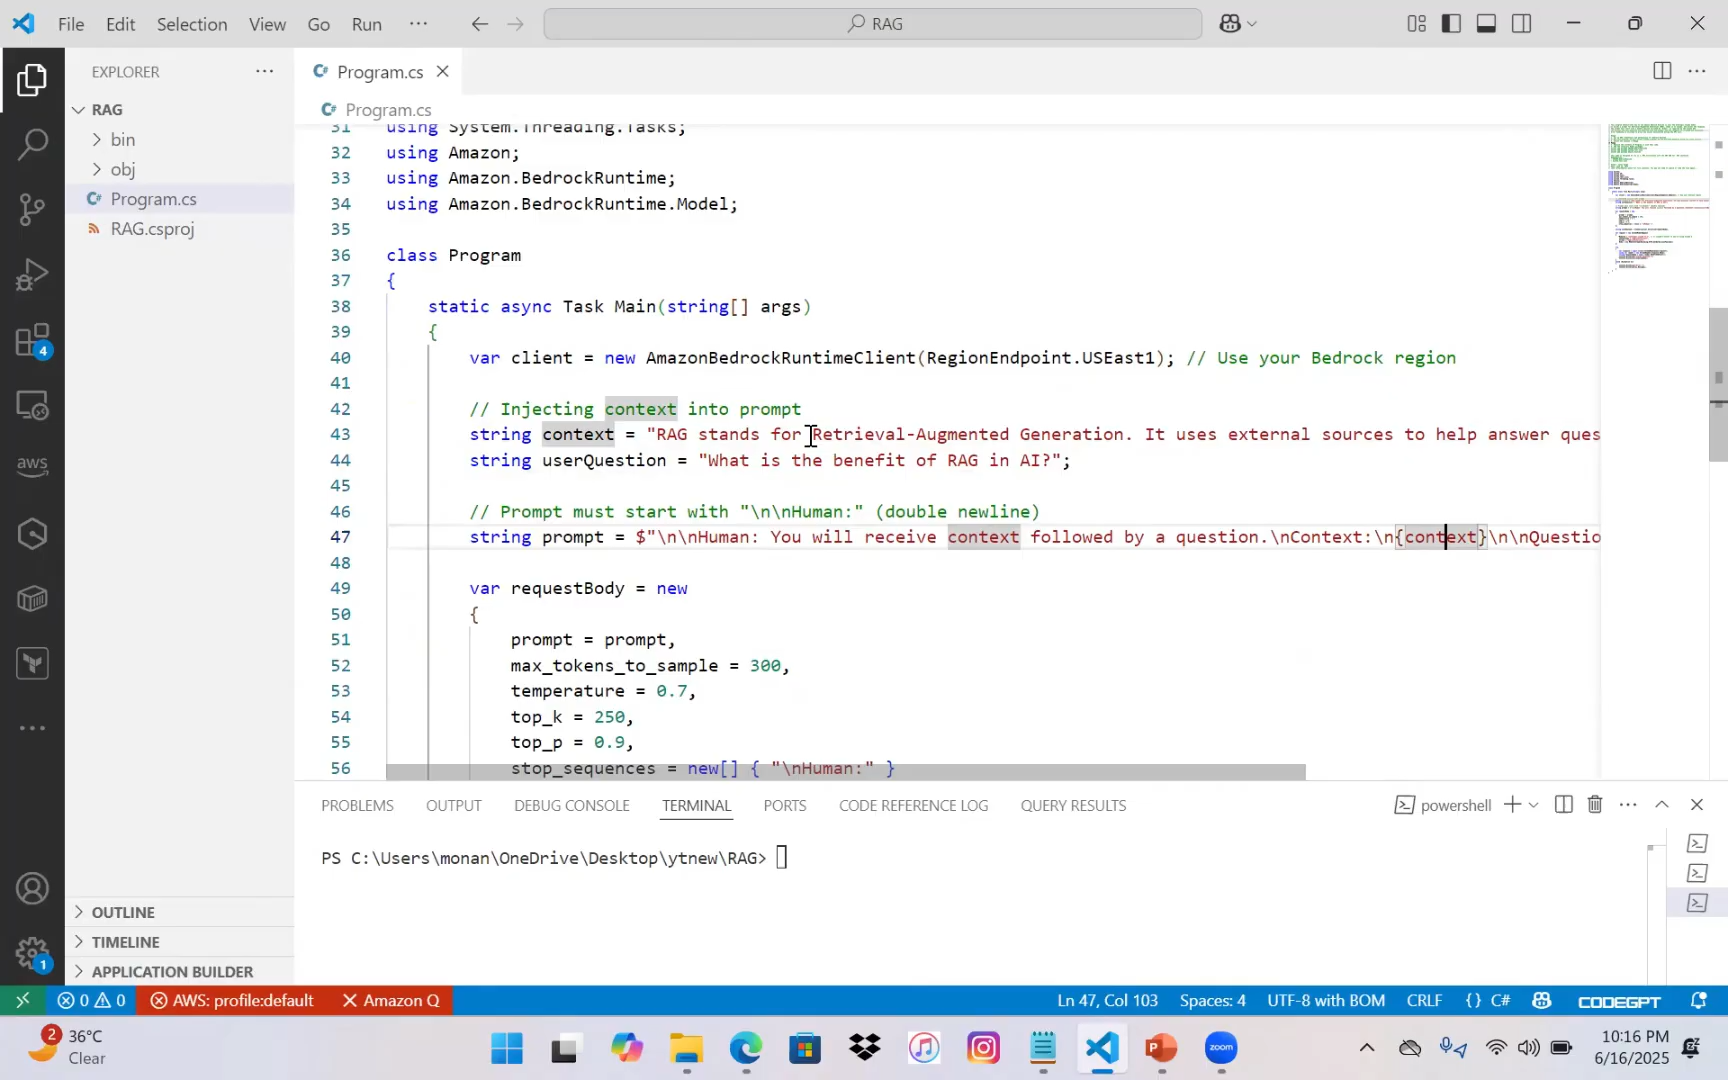 File Edit Selection View Go Run ··· RAG
EXPLORER ···
Program.cs
RAG
Program.cs
bin
obj
Program.cs
RAG.csproj
31 using System.Threading.Tasks;
32 using Amazon;
33 using Amazon.BedrockRuntime;
34 using Amazon.BedrockRuntime.Model;
35
36 class Program
37 {
38 static async Task Main(string[] args)
39 {
40 var client = new AmazonBedrockRuntimeClient(RegionEndpoint.USEast1); // Use your Bedrock region
41
42 // Injecting context into prompt
43 string context = "RAG stands for Retrieval-Augmented Generation. It uses external sources to help answer ques
44 string userQuestion = "What is the benefit of RAG in AI?";
45
46 // Prompt must start with "\n\nHuman:" (double newline)
47 string prompt = $"\n\nHuman: You will receive context followed by a question.\nContext:\n{context}\n\nQuestio
48
49 var requestBody = new
50 {
51 prompt = prompt,
52 max_tokens_to_sample = 300,
53 temperature = 0.7,
54 top_k = 250,
55 top_p = 0.9,
56 stop_sequences = new[] { "\nHuman:" }
4
aws
PROBLEMS OUTPUT DEBUG CONSOLE TERMINAL PORTS CODE REFERENCE LOG QUERY RESULTS powershell
PS C:\Users\monan\OneDrive\Desktop\ytnew\RAG>
OUTLINE
TIMELINE
APPLICATION BUILDER
1
0 0 AWS: profile:default Amazon Q Ln 47, Col 103 Spaces: 4 UTF-8 with BOM CRLF {} C# CODEGPT
2
36°C
Clear
zoom
10:16 PM
6/16/2025